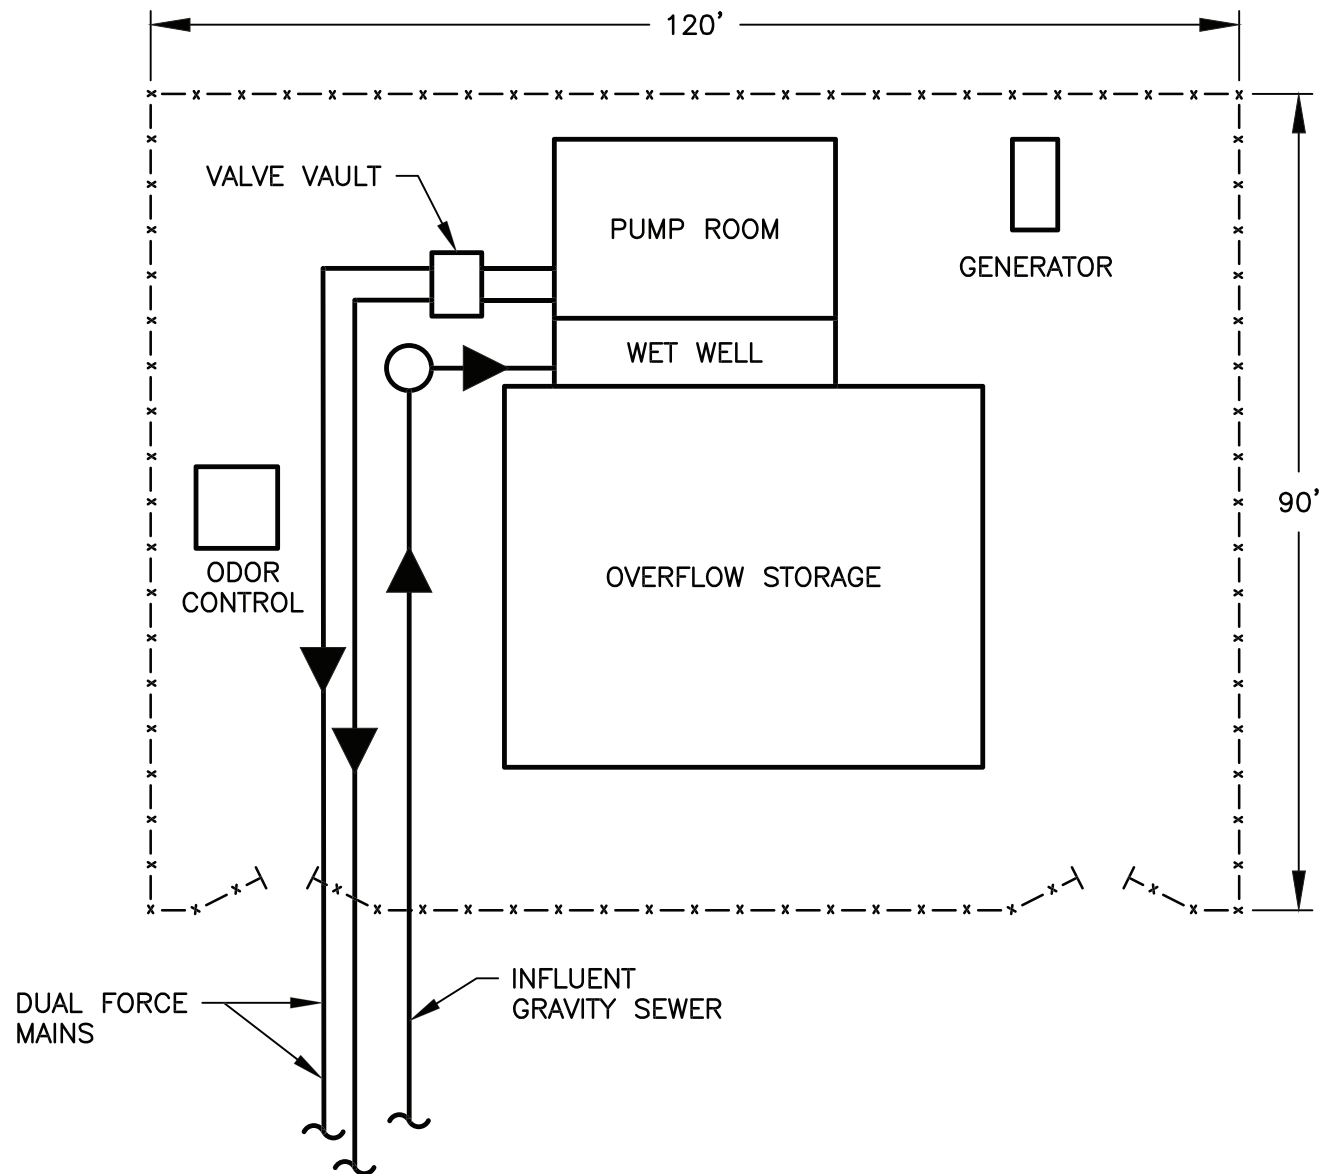 120'
VALVE VAULT
PUMP ROOM
GENERATOR
WET WELL
90'
ODOR
CONTROL
OVERFLOW STORAGE
INFLUENT
GRAVITY SEWER
DUAL FORCE
MAINS